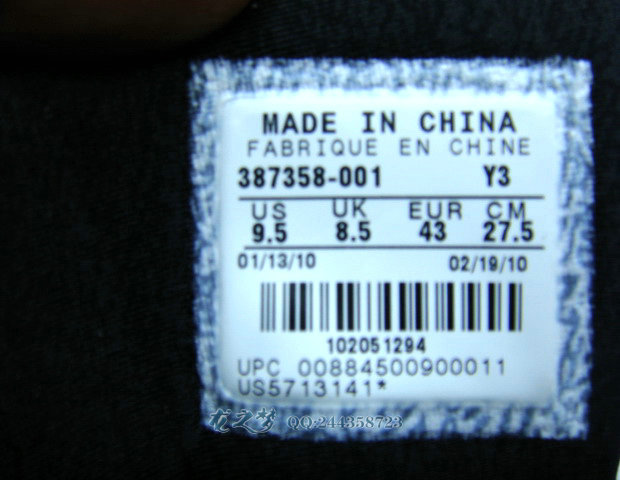 MADE IN CHINA
FABRIQUE EN CHINE
387358-001 Y3
US UK EUR CM
9.5 8.5 43 27.5
01/13/10 02/19/10
102051294
UPC 00884500900011
US5713141*
龙之梦 QQ:244358723